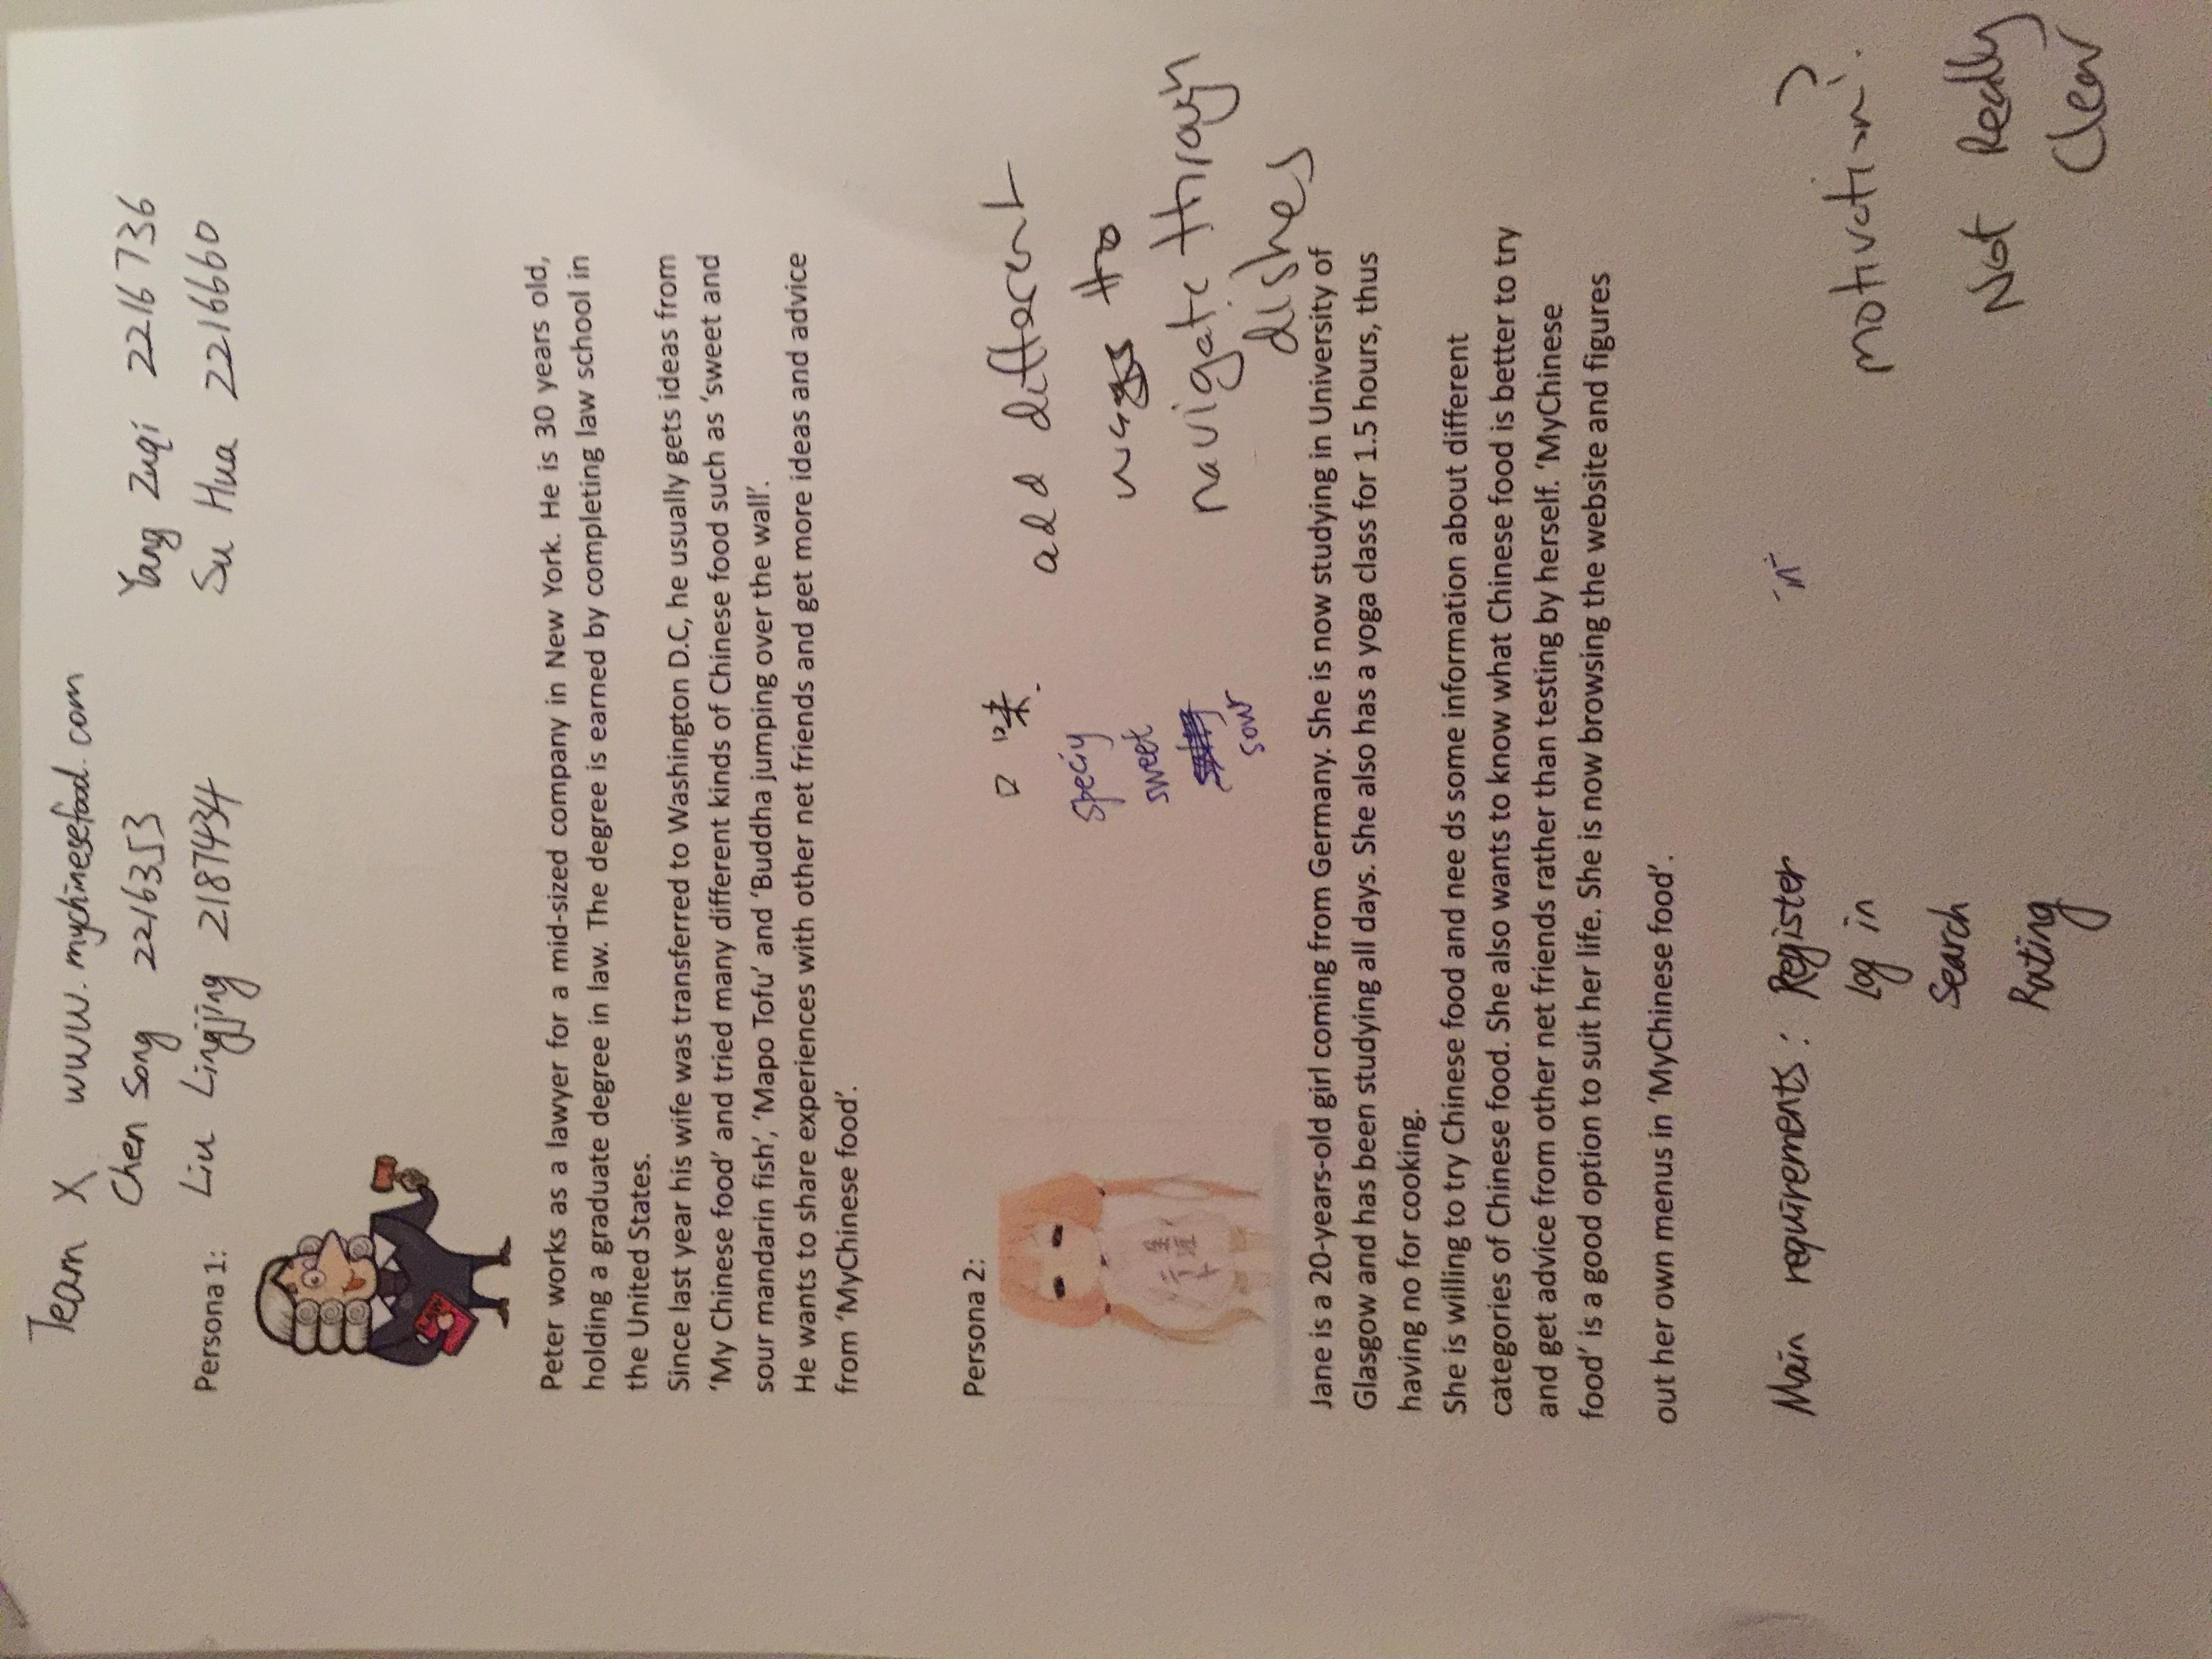 Team X www.mychinesefood.com
Chen Song 2216353 Yang Zuqi 2216736
Liu Lingjing 2187434 Su Hua 2216660
Persona 1:
LAW
Peter works as a lawyer for a mid-sized company in New York. He is 30 years old,
holding a graduate degree in law. The degree is earned by completing law school in
the United States.
Since last year his wife was transferred to Washington D.C, he usually gets ideas from
‘My Chinese food’ and tried many different kinds of Chinese food such as ‘sweet and
sour mandarin fish’, ‘Mapo Tofu’ and ‘Buddha jumping over the wall’.
He wants to share experiences with other net friends and get more ideas and advice
from ‘MyChinese food’.
Persona 2:
口味.
speciy
sweet
sour
add different
ways to
navigate through
dishes
生涯
ニート
Jane is a 20-years-old girl coming from Germany. She is now studying in University of
Glasgow and has been studying all days. She also has a yoga class for 1.5 hours, thus
having no for cooking.
She is willing to try Chinese food and nee ds some information about different
categories of Chinese food. She also wants to know what Chinese food is better to try
and get advice from other net friends rather than testing by herself. ‘MyChinese
food’ is a good option to suit her life. She is now browsing the website and figures
out her own menus in ‘MyChinese food’.
Main requirements: Register
Log in
Search
Rating
motivation?
Not Really
Clear